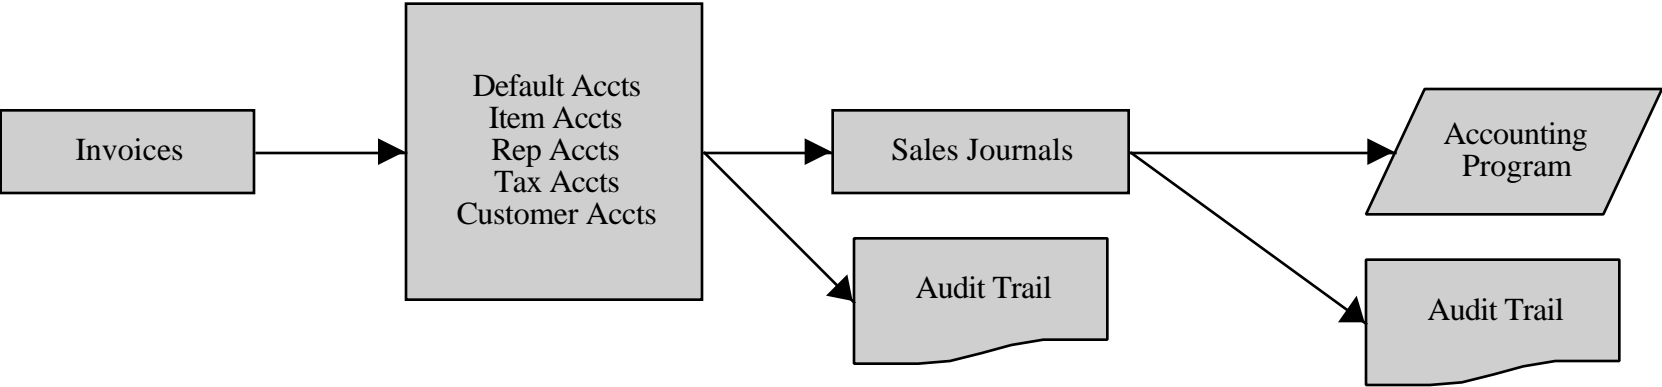 Invoices
Default Accts
Item Accts
Rep Accts
Tax Accts
Customer Accts
Sales Journals
Audit Trail
Accounting
Program
Audit Trail